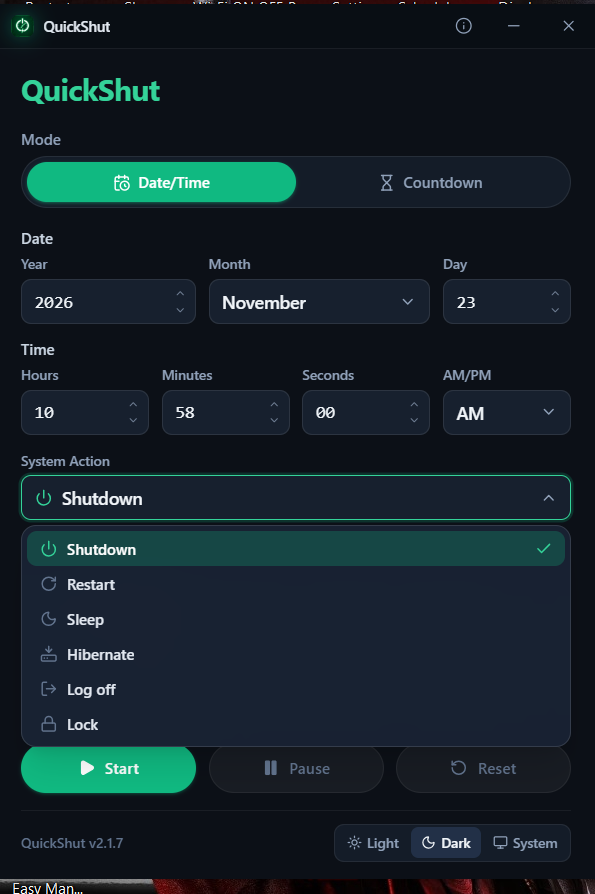 QuickShut
QuickShut
Mode
Date/Time Countdown
Date
Year Month Day
2026 November 23
Time
Hours Minutes Seconds AM/PM
10 58 00 AM
System Action
Shutdown
Shutdown
Restart
Sleep
Hibernate
Log off
Lock
Start Pause Reset
QuickShut v2.1.7 Light Dark System
Easy Man...